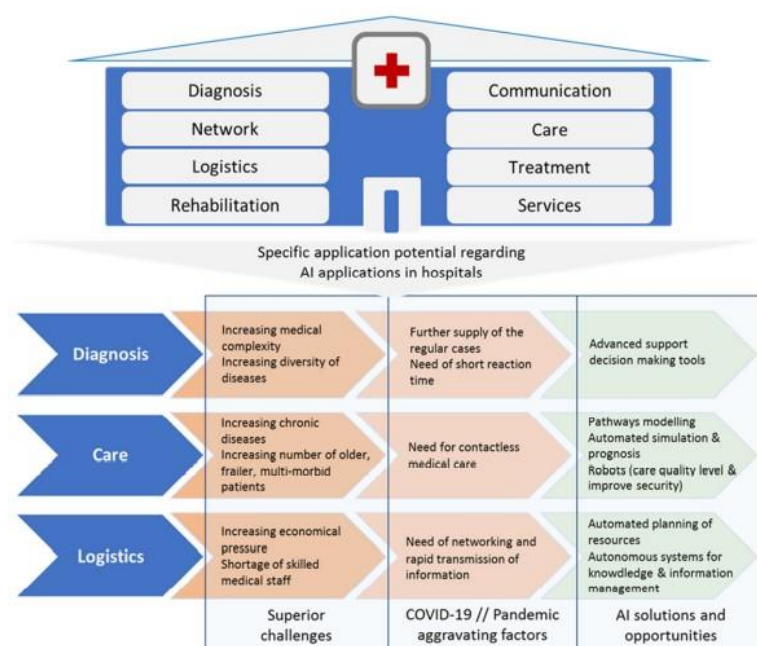 Diagnosis
Network
Logistics
Rehabilitation
Communication
Care
Treatment
Services
Specific application potential regarding
AI applications in hospitals
Diagnosis
Increasing medical
complexity
Increasing diversity of
diseases
Further supply of the
regular cases
Need of short reaction
time
Advanced support
decision making tools
Care
Increasing chronic
diseases
Increasing number of older,
frailer, multi-morbid
patients
Need for contactless
medical care
Pathways modelling
Automated simulation &
prognosis
Robots (care quality level &
improve security)
Logistics
Increasing economical
pressure
Shortage of skilled
medical staff
Need of networking and
rapid transmission of
information
Automated planning of
resources
Autonomous systems for
knowldedge & information
management
Superior
challenges
COVID-19 // Pandemic
aggravating factors
AI solutions and
opportunities